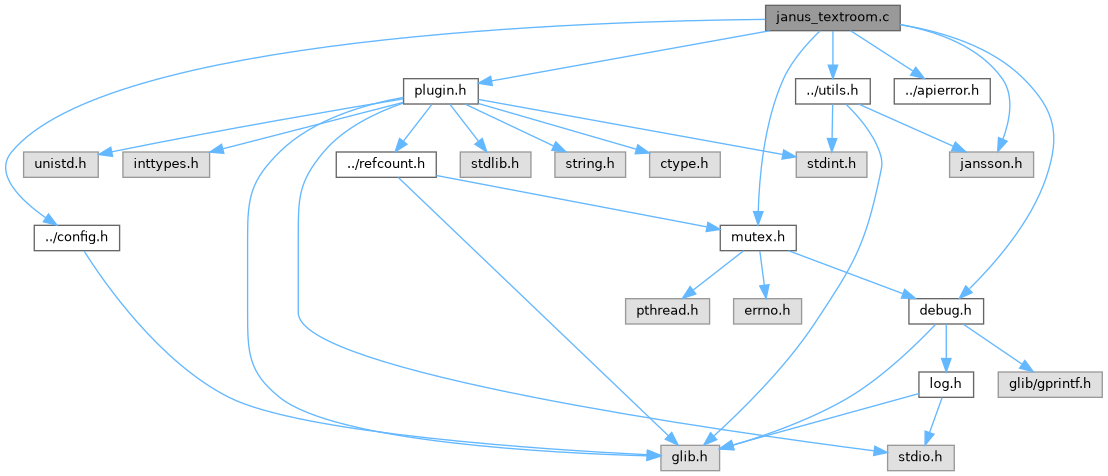 janus_textroom.c
plugin.h
../utils.h
../apierror.h
unistd.h
inttypes.h
../refcount.h
stdlib.h
string.h
ctype.h
stdint.h
jansson.h
../config.h
mutex.h
pthread.h
errno.h
debug.h
log.h
glib/gprintf.h
glib.h
stdio.h